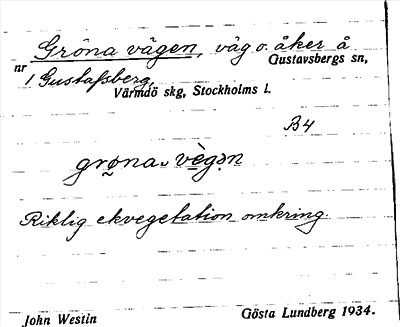 Gröna vägen, väg o. åker å
nr
Gustavsbergs sn,
1 Gustafsberg,
Värmdö skg, Stockholms l.
B4
grøna vègən
Riklig ekvegetation omkring.
John Westin Gösta Lundberg 1934.